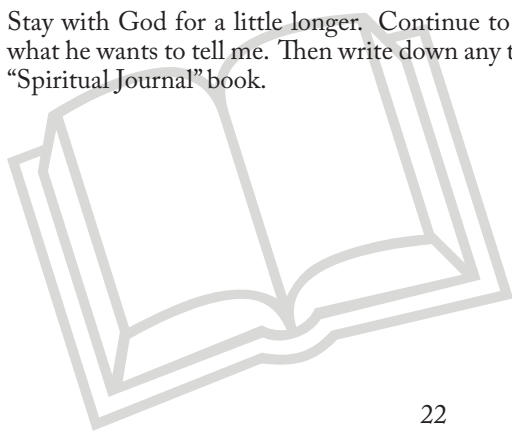 Stay with God for a little longer. Continue to
what he wants to tell me. Then write down any
“Spiritual Journal” book.
22